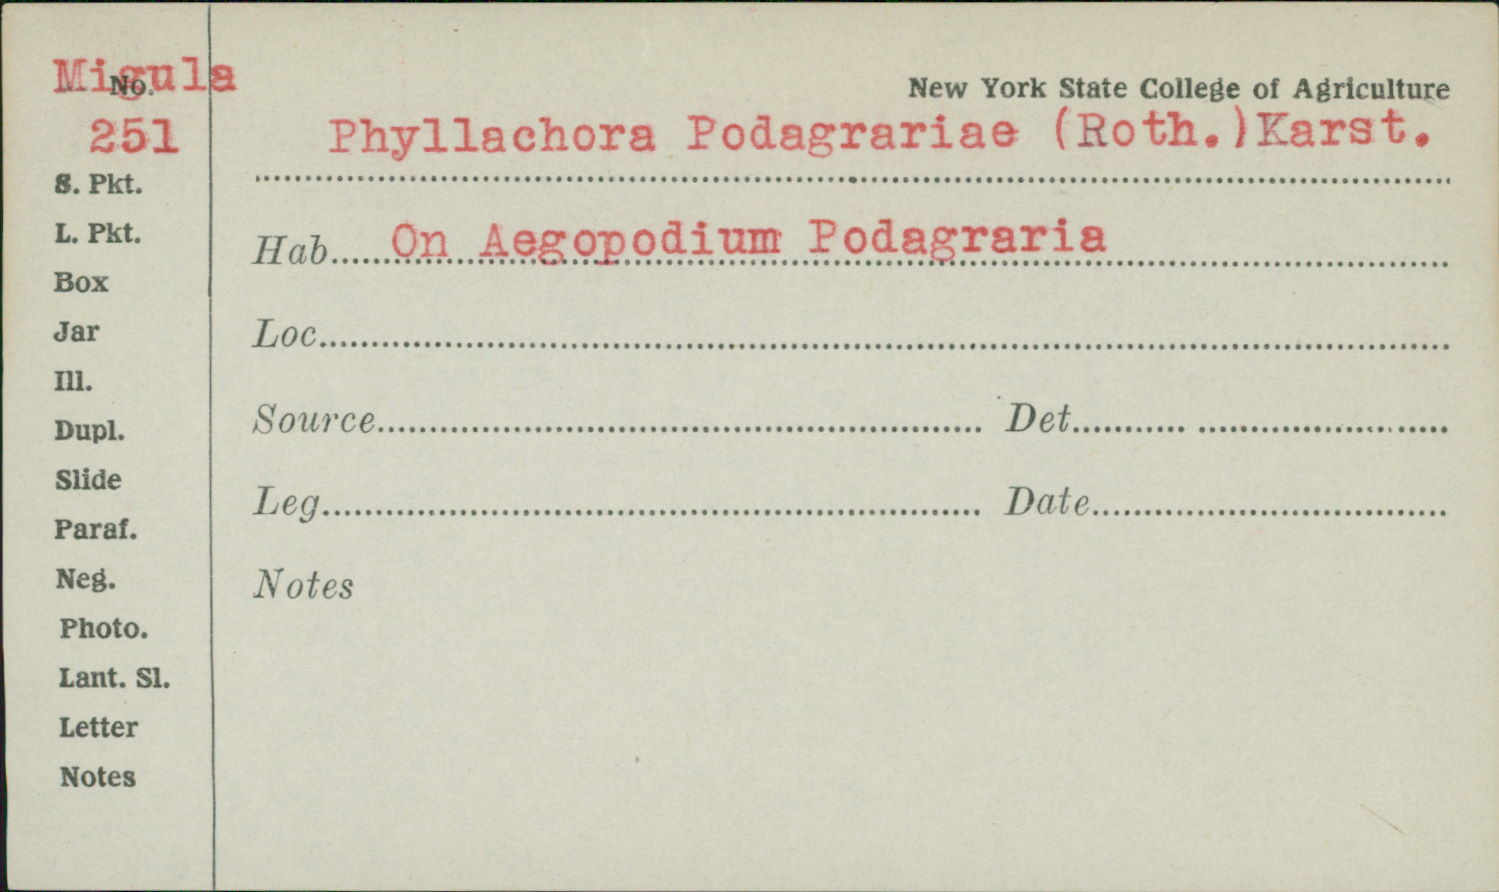 Migula
No.
251
New York State College of Agriculture
Phyllachora Podagrariae (Roth.)Karst.
S. Pkt.
L. Pkt.
Box
Jar
Ill.
Dupl.
Slide
Paraf.
Neg.
Photo.
Lant. Sl.
Letter
Notes
Hab......On Aegopodium Podagraria
Loc.
Source. Det.
Leg. Date.
Notes